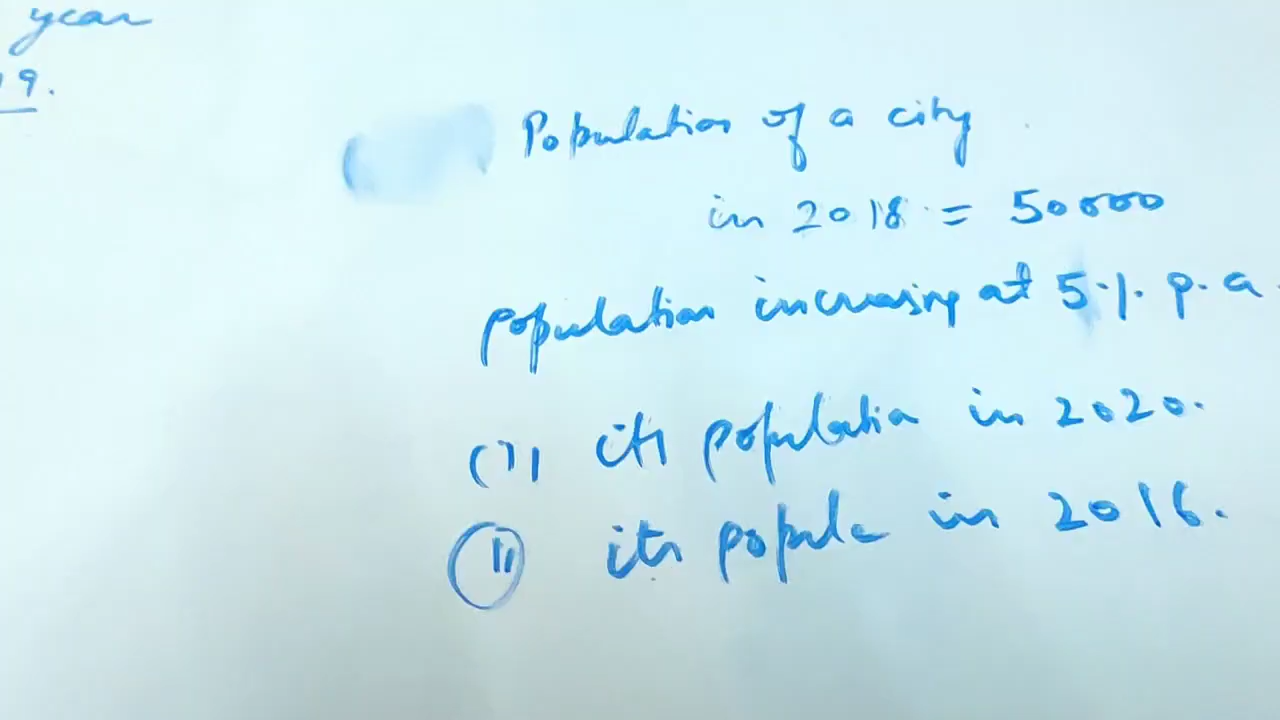 year
19.
Population of a city
in 2018 = 50000
population increasing at 5% p.a.
(i) its population in 2020.
(ii) its popula in 2016.